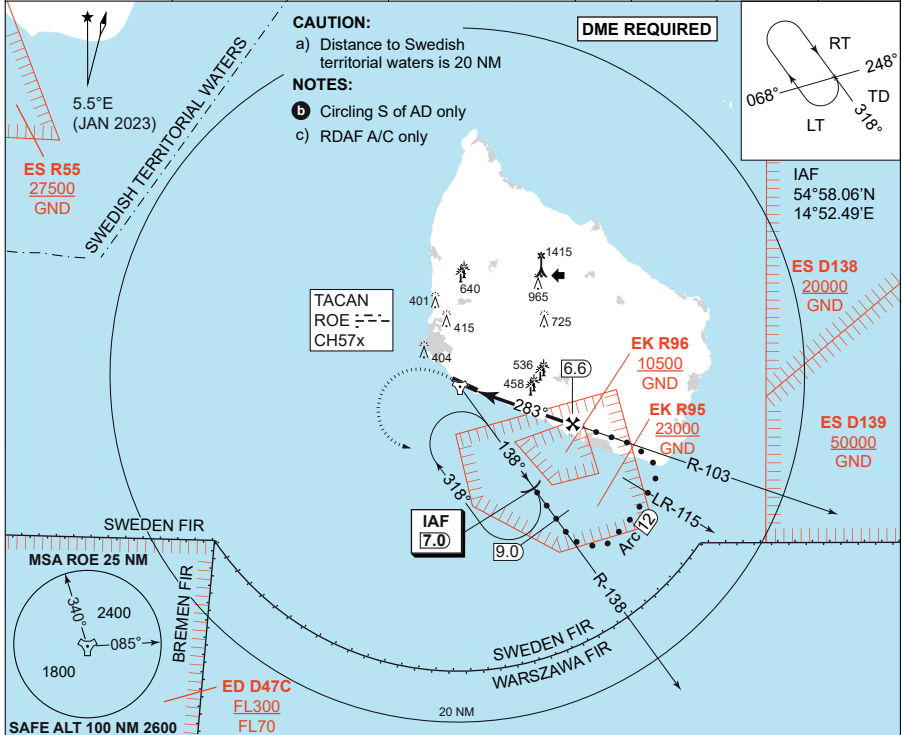 CAUTION:
a) Distance to Swedish
territorial waters is 20 NM
NOTES:
b Circling S of AD only
c) RDAF A/C only
DME REQUIRED
RT
248°
068°
TD
LT
318°
5.5°E
(JAN 2023)
SWEDISH TERRITORIAL WATERS
ES R55
27500
GND
IAF
54°58.06'N
14°52.49'E
ES D138
20000
GND
ES D139
50000
GND
TACAN
ROE
CH57x
1415
640
965
401
415
725
404
536
458
6.6
EK R96
10500
GND
EK R95
23000
GND
283°
138°
318°
R-103
LR-115
Arc 12
R-138
IAF
7.0
9.0
SWEDEN FIR
MSA ROE 25 NM
340°
2400
085°
1800
SAFE ALT 100 NM 2600
BREMEN FIR
ED D47C
FL300
FL70
SWEDEN FIR
WARSZAWA FIR
20 NM